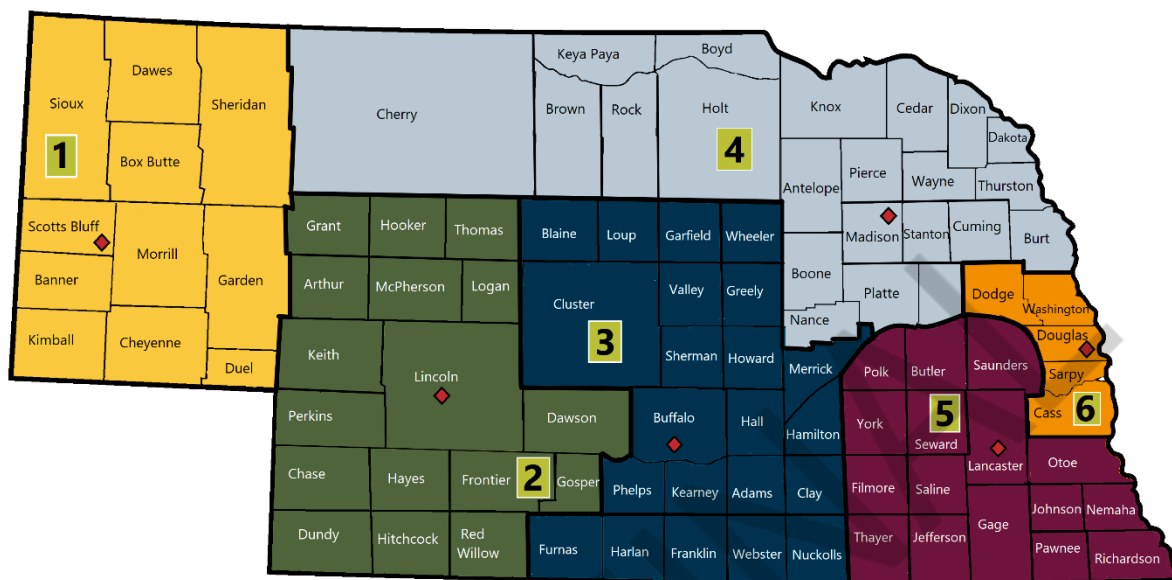 Sioux
Dawes
Sheridan
Box Butte
1
Scotts Bluff
Morrill
Banner
Garden
Kimball
Cheyenne
Duel
Cherry
Keya Paya
Boyd
Brown
Rock
Holt
4
Knox
Cedar
Dixon
Dakota
Antelope
Pierce
Wayne
Thurston
Madison
Stanton
Cuming
Burt
Boone
Platte
Nance
Grant
Hooker
Thomas
Arthur
McPherson
Logan
Keith
Lincoln
Perkins
Dawson
Chase
Hayes
Frontier
2
Gosper
Dundy
Hitchcock
Red
Willow
Blaine
Loup
Garfield
Wheeler
Cluster
Valley
Greely
3
Sherman
Howard
Merrick
Buffalo
Hall
Hamilton
Phelps
Kearney
Adams
Clay
Furnas
Harlan
Franklin
Webster
Nuckolls
Polk
Butler
Saunders
York
5
Seward
Lancaster
Otoe
Filmore
Saline
Gage
Johnson
Nemaha
Thayer
Jefferson
Pawnee
Richardson
Dodge
Washington
Douglas
Sarpy
Cass
6